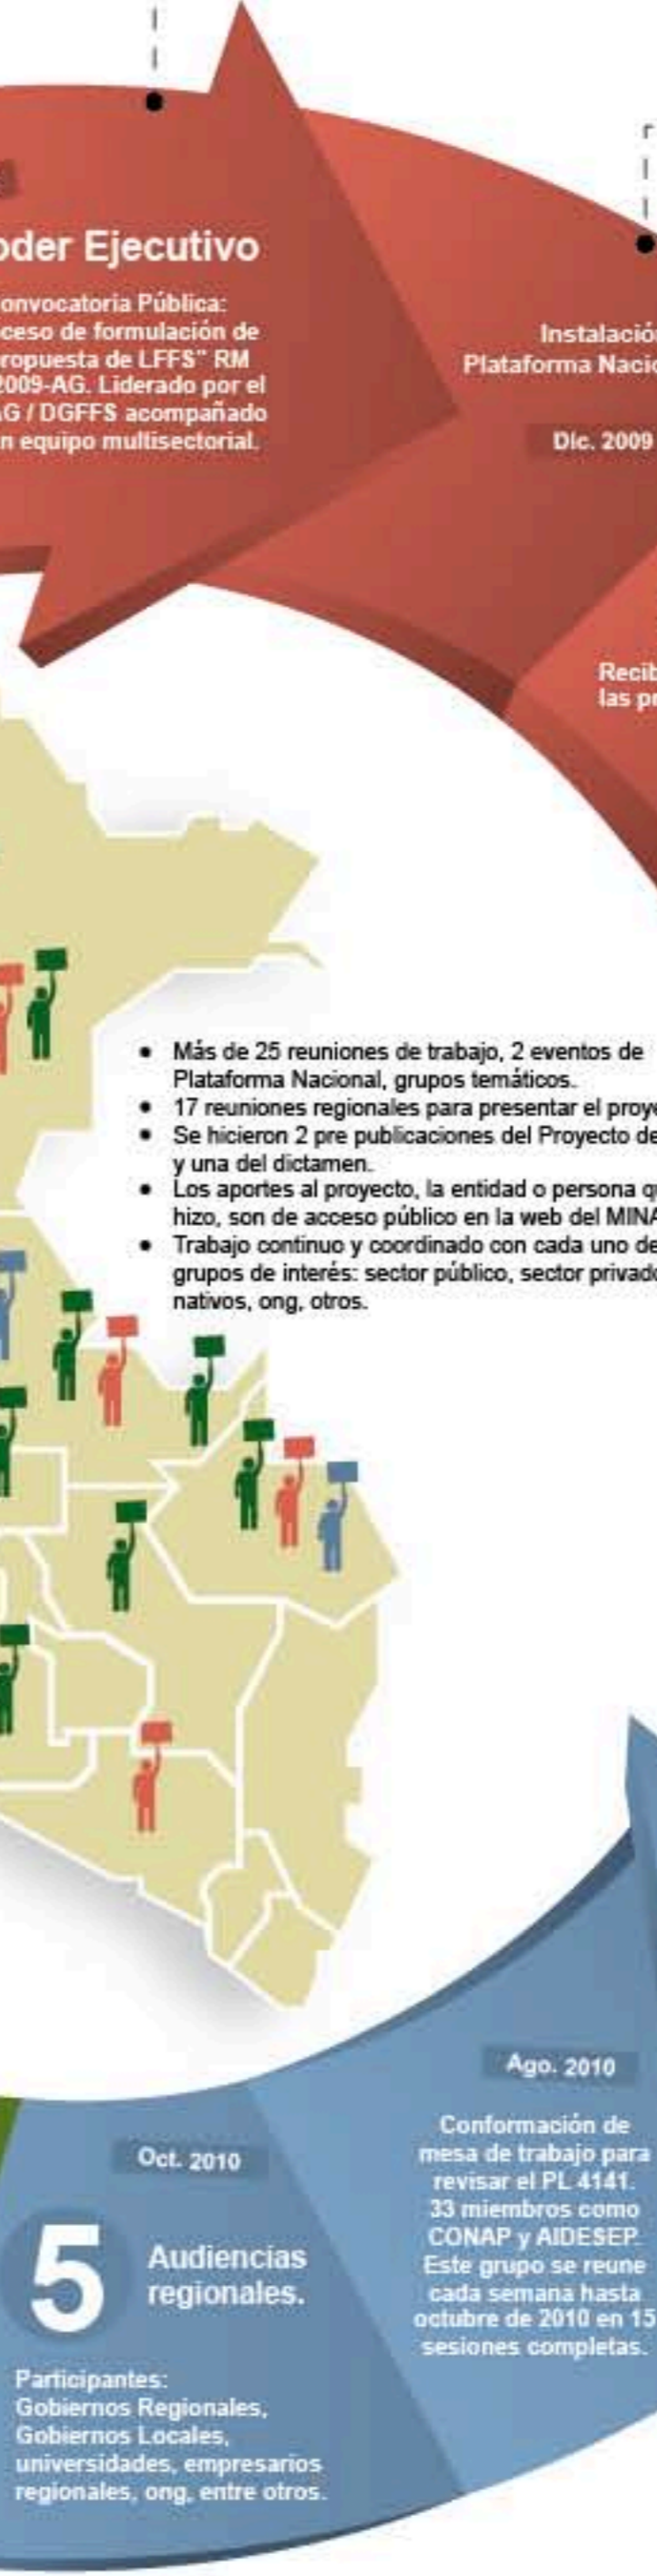 oder Ejecutivo
onvocatoria Pública:
ceso de formulación de
ropuesta de LFFS" RM
2009-AG. Liderado por el
AG / DGFFS acompañado
n equipo multisectorial.
Instalación
Plataforma Nacio
Dic. 2009
Recib
las pr
• Más de 25 reuniones de trabajo, 2 eventos de
Plataforma Nacional, grupos temáticos.
• 17 reuniones regionales para presentar el proye
• Se hicieron 2 pre publicaciones del Proyecto de
y una del dictamen.
• Los aportes al proyecto, la entidad o persona qu
hizo, son de acceso público en la web del MINA
• Trabajo continuo y coordinado con cada uno de
grupos de interés: sector público, sector privado
nativos, ong, otros.
Ago. 2010
Conformación de
mesa de trabajo para
revisar el PL 4141.
33 miembros como
CONAP y AIDESEP.
Este grupo se reune
cada semana hasta
octubre de 2010 en 15
sesiones completas.
Oct. 2010
5
Audiencias
regionales.
Participantes:
Gobiernos Regionales,
Gobiernos Locales,
universidades, empresarios
regionales, ong, entre otros.